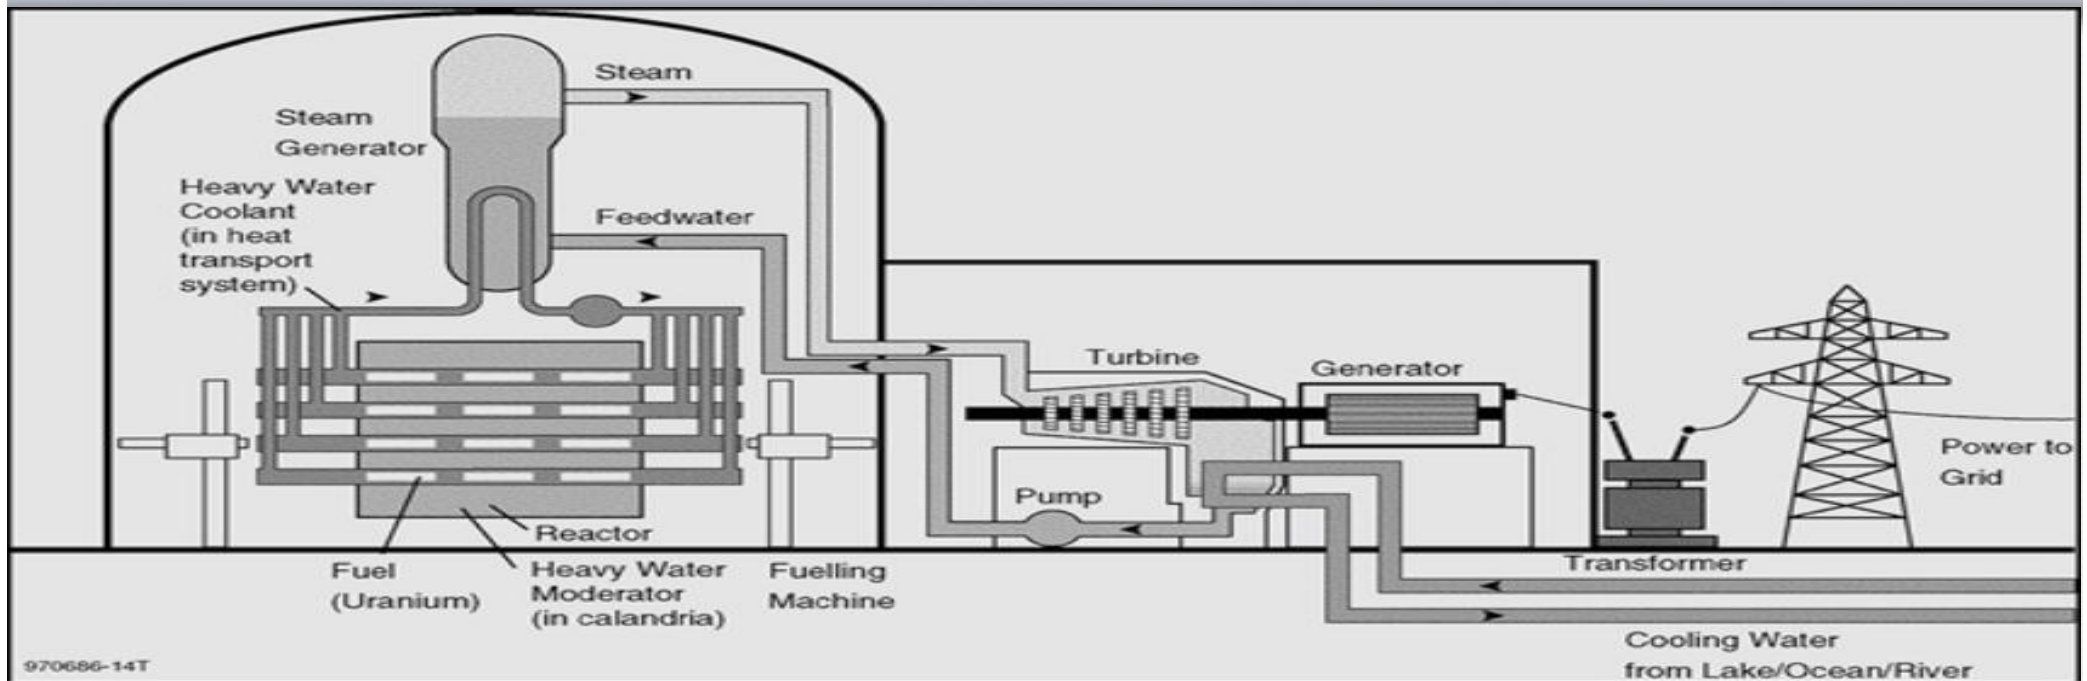 Steam
Steam
Generator
Heavy Water
Coolant
(in heat
transport
system)
Feedwater
Turbine
Generator
Power to
Grid
Pump
Reactor
Fuel
(Uranium)
Heavy Water
Moderator
(in calandria)
Fuelling
Machine
Transformer
Cooling Water
from Lake/Ocean/River
970686-14T